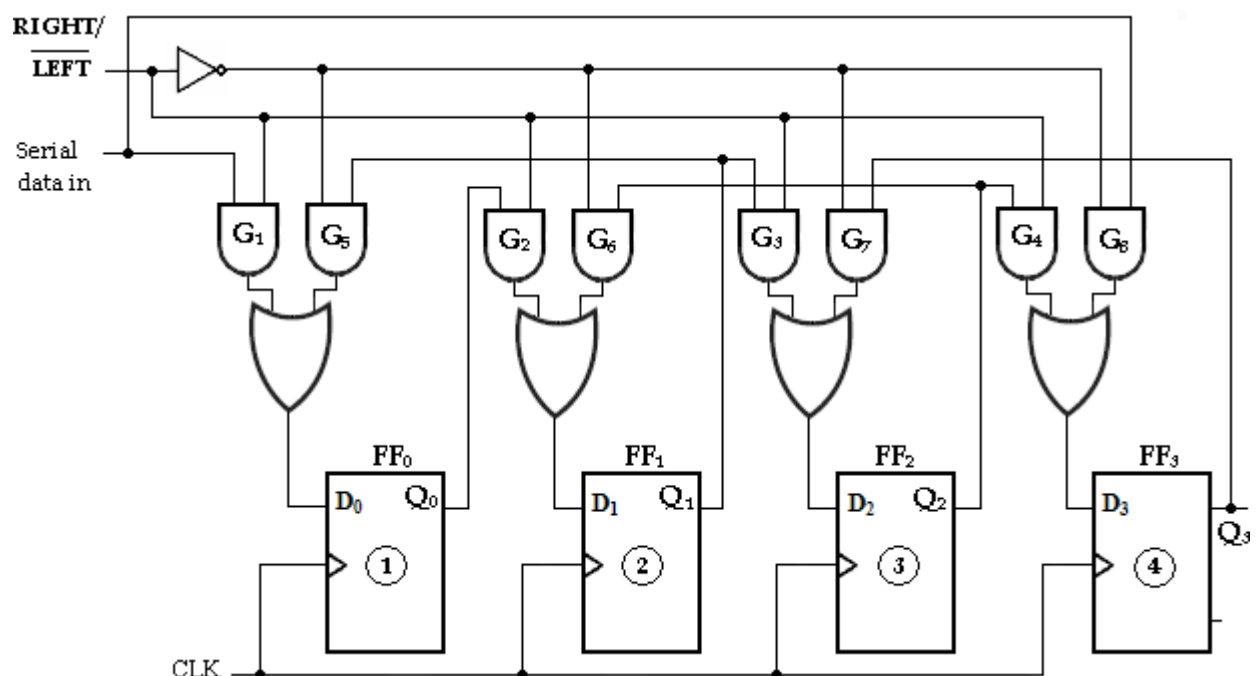 RIGHT/
LEFT
Serial
data in
G1 G5 G2 G6 G3 G7 G4 G8
FF0 FF1 FF2 FF3
D0 Q0 D1 Q1 D2 Q2 D3 Q3
1 2 3 4
CLK